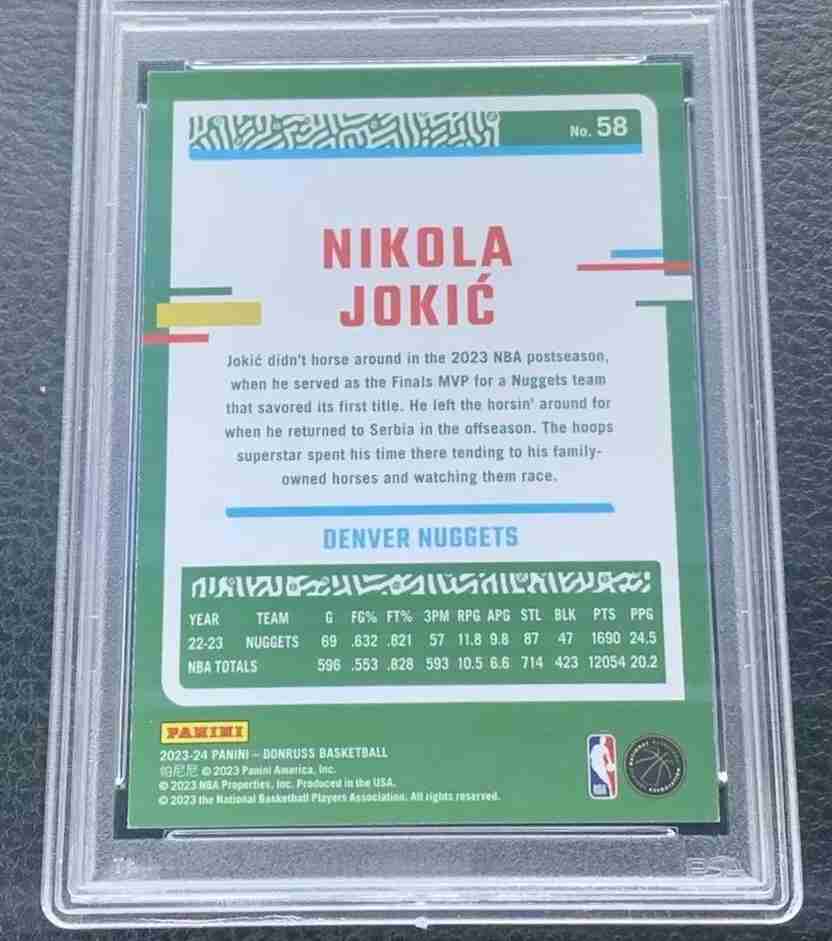 No. 58
NIKOLA
JOKIĆ
Jokić didn't horse around in the 2023 NBA postseason,
when he served as the Finals MVP for a Nuggets team
that savored its first title. He left the horsin' around for
when he returned to Serbia in the offseason. The hoops
superstar spent his time there tending to his family-
owned horses and watching them race.
DENVER NUGGETS
YEAR TEAM G FG% FT% 3PM RPG APG STL BLK PTS PPG
22-23 NUGGETS 69 .632 .821 57 11.8 9.8 87 47 1690 24.5
NBA TOTALS 596 .553 .828 593 10.5 6.6 714 423 12054 20.2
PANINI
2023-24 PANINI – DONRUSS BASKETBALL
帕尼尼 © 2023 Panini America, Inc.
© 2023 NBA Properties, Inc. Produced in the USA.
© 2023 the National Basketball Players Association. All rights reserved.